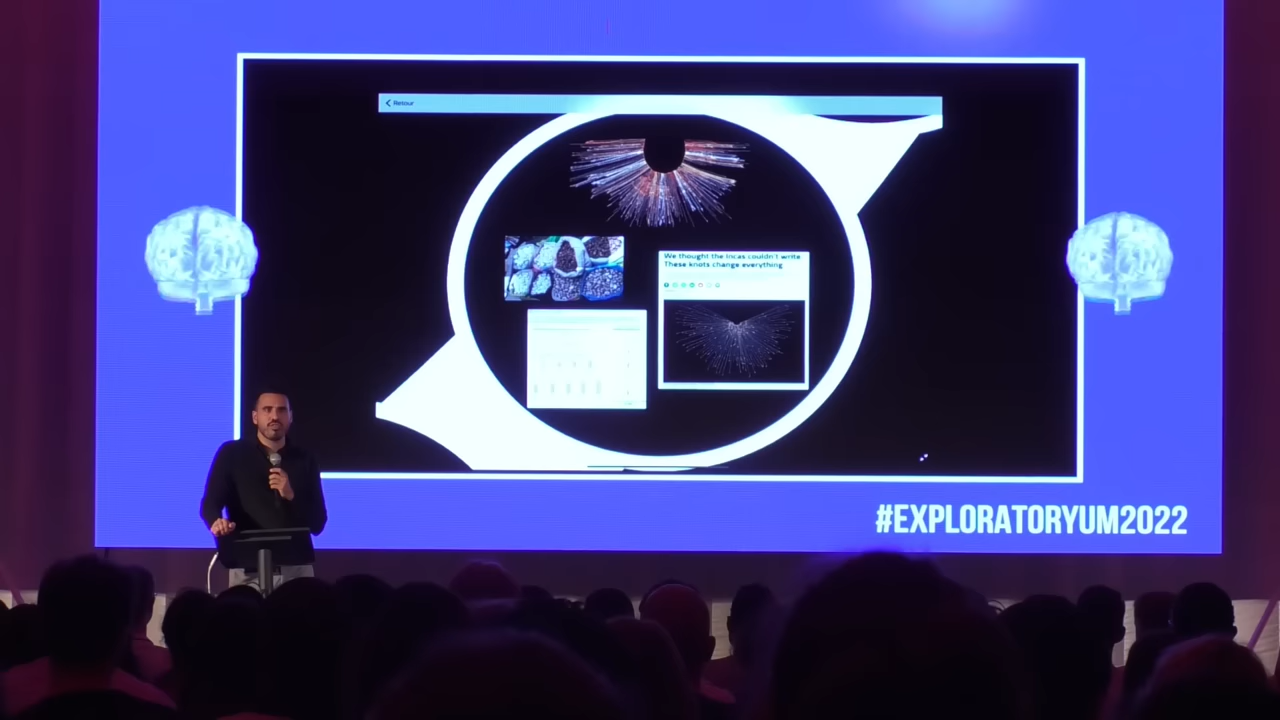 Retour
We thought the Incas couldn't write
These knots change everything
#EXPLORATORYUM2022